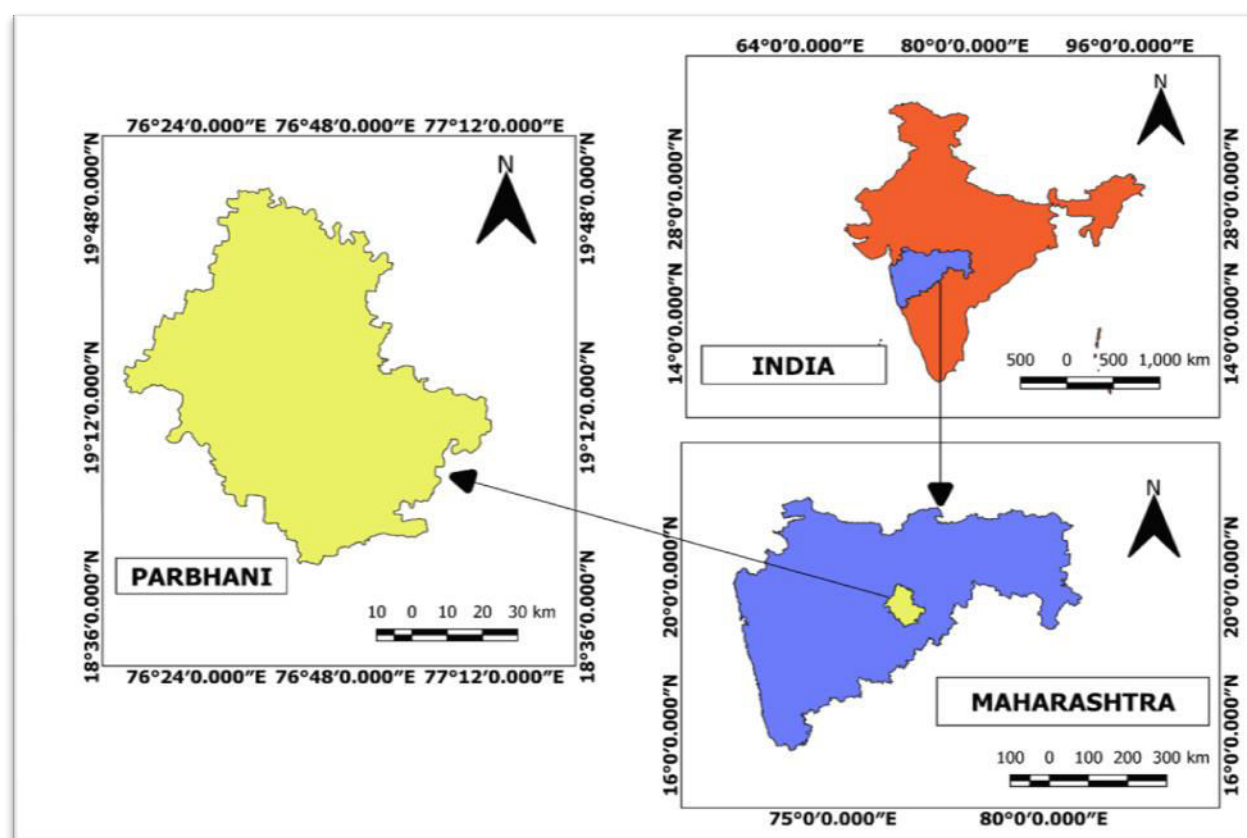 76°24′0.000″E 76°48′0.000″E 77°12′0.000″E
19°48′0.000″N
19°12′0.000″N
18°36′0.000″N
N
PARBHANI
10 0 10 20 30 km
19°48′0.000″N
19°12′0.000″N
18°36′0.000″N
76°24′0.000″E 76°48′0.000″E 77°12′0.000″E
64°0′0.000″E 80°0′0.000″E 96°0′0.000″E
28°0′0.000″N
14°0′0.000″N
N
INDIA
500 0 500 1,000 km
28°0′0.000″N
14°0′0.000″N
20°0′0.000″N
16°0′0.000″N
N
MAHARASHTRA
100 0 100 200 300 km
20°0′0.000″N
16°0′0.000″N
75°0′0.000″E 80°0′0.000″E